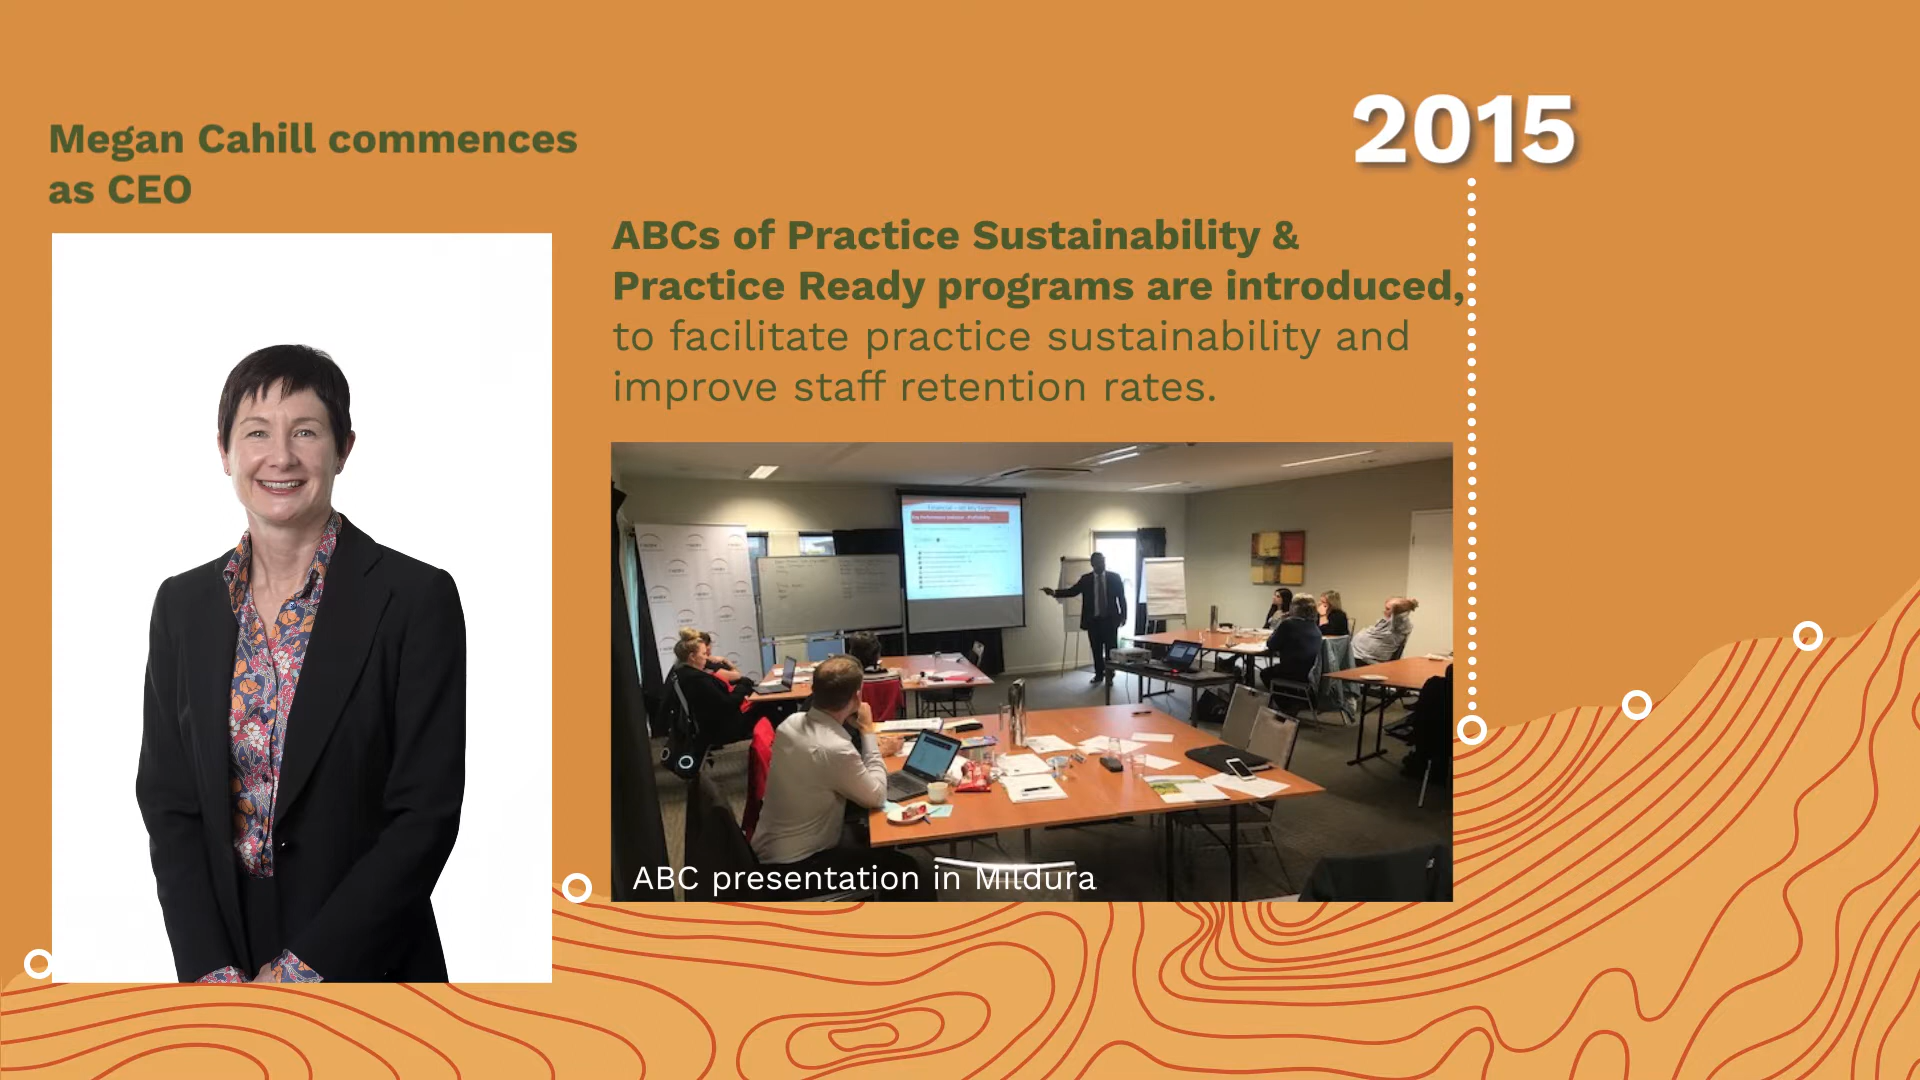 2015
Megan Cahill commences
as CEO
ABCs of Practice Sustainability &
Practice Ready programs are introduced,
to facilitate practice sustainability and
improve staff retention rates.
ABC presentation in Mildura